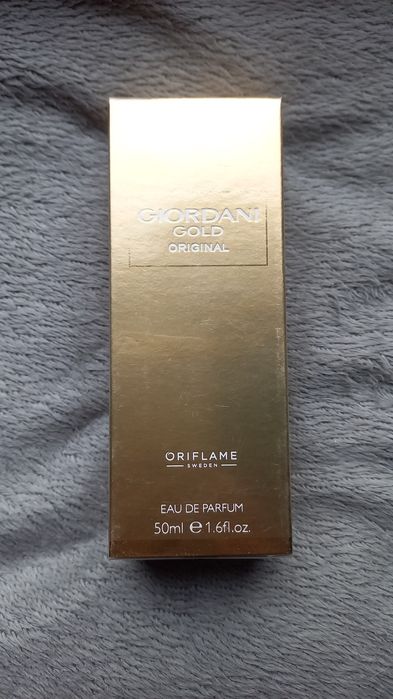 GIORDANI
GOLD
ORIGINAL
ORIFLAME
SWEDEN
EAU DE PARFUM
50ml ℮ 1.6fl.oz.